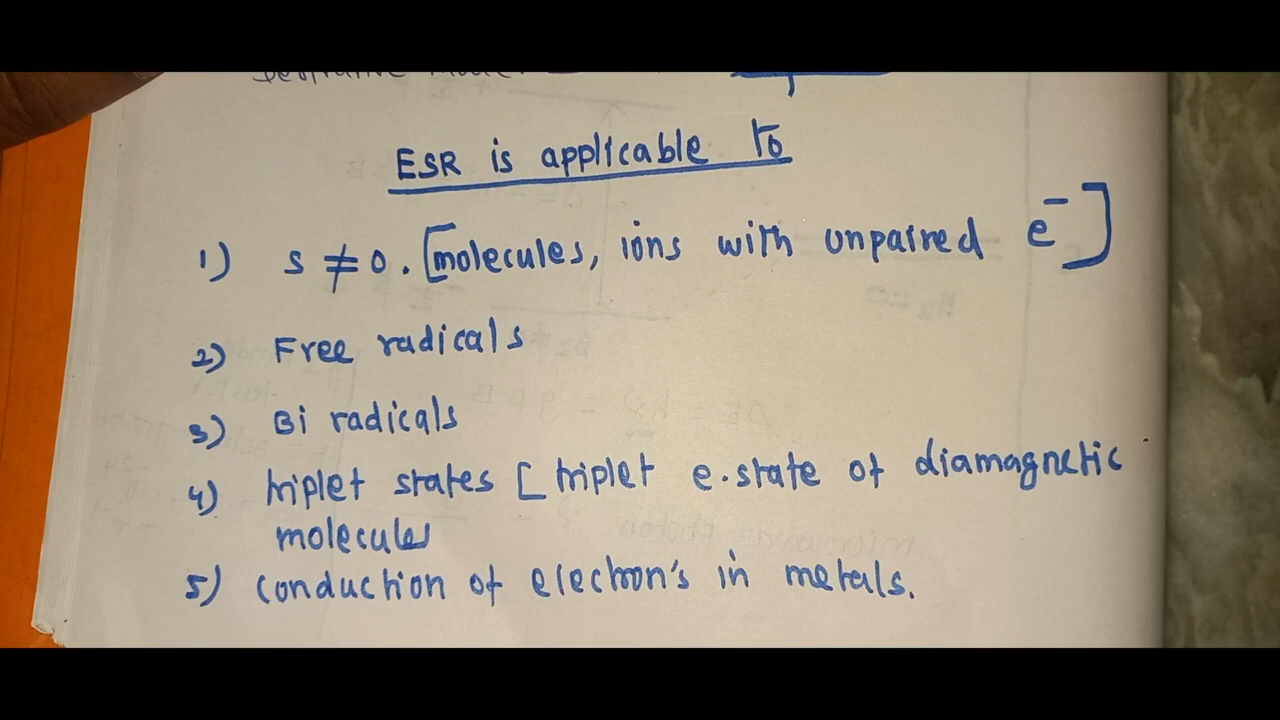 ESR is applicable to
1) S ≠ 0. [molecules, ions with unpaired e⁻]
2) Free radicals
3) Bi radicals
4) triplet states [ triplet e.state of diamagnetic
molecules
5) conduction of electron's in metals.